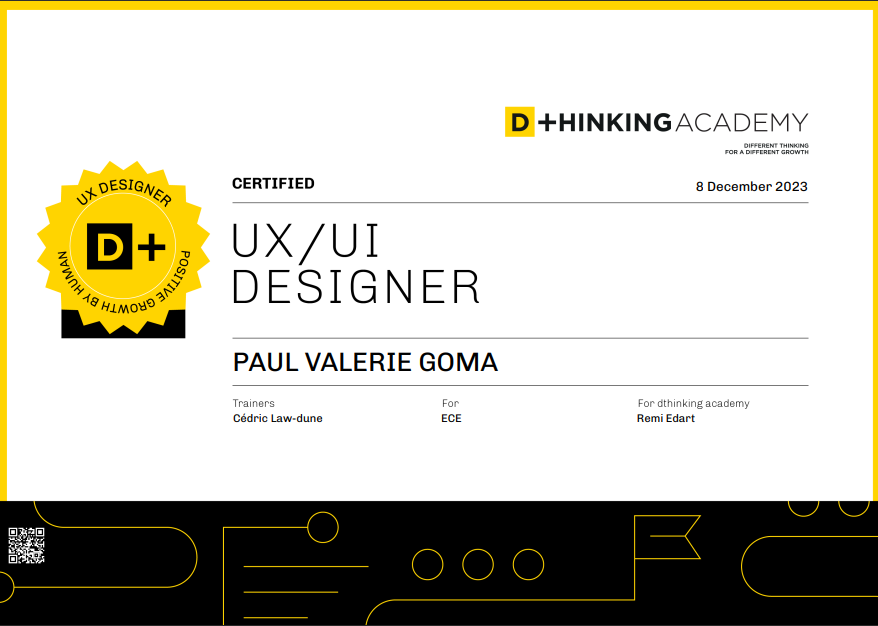 D+HINKING ACADEMY
DIFFERENT THINKING
FOR A DIFFERENT GROWTH
CERTIFIED
8 December 2023
UX DESIGNER
D+
POSITIVE GROWTH BY HUMAN
UX/UI
DESIGNER
PAUL VALERIE GOMA
Trainers
Cédric Law-dune
For
ECE
For dthinking academy
Remi Edart